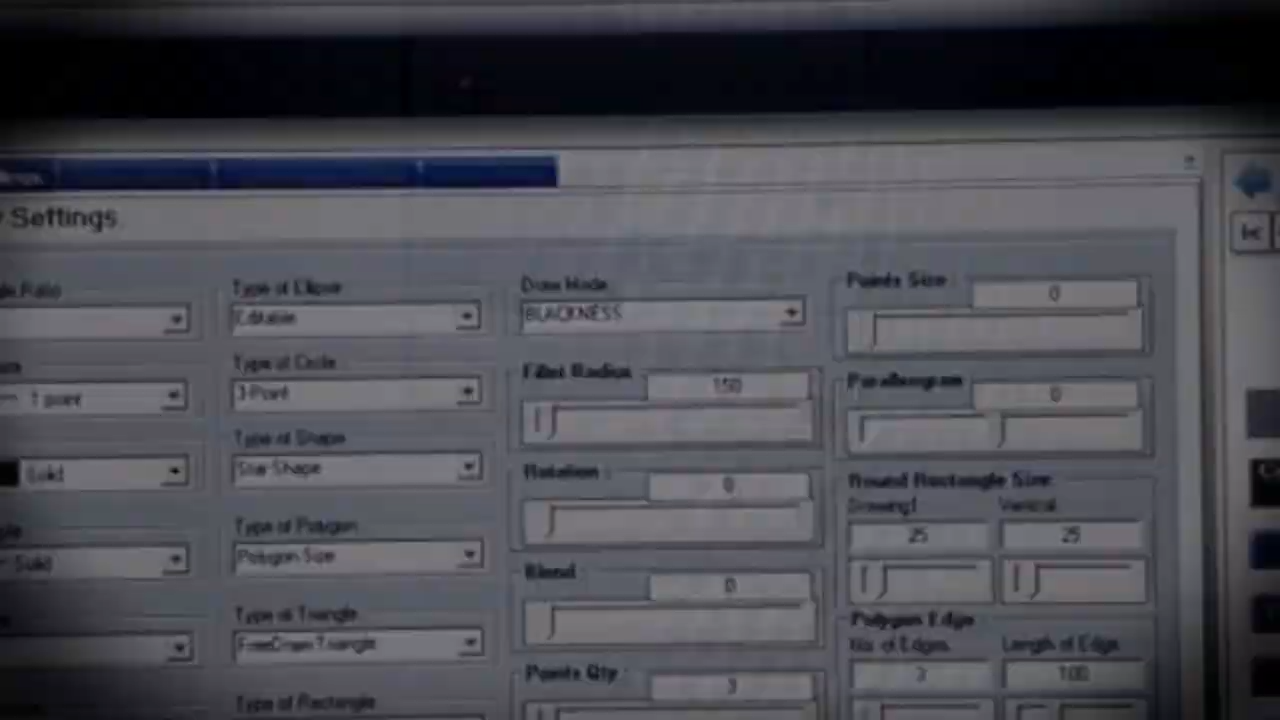 Settings
Type of Ellipse
Editable
Type of Circle
3-Point
Type of Shape
Star-Shape
Type of Polygon
Polygon Size
Type of Triangle
FreeDrawn Triangle
Type of Rectangle
1 point
Solid
Solid
Draw Mode
BLACKNESS
Fillet Radius
150
Rotation :
0
Blend
0
Points Qty :
3
Points Size :
0
Parallelogram
0
Round Rectangle Size
Vertical
25
25
Polygon Edge
No. of Edges
Length of Edge
3
100